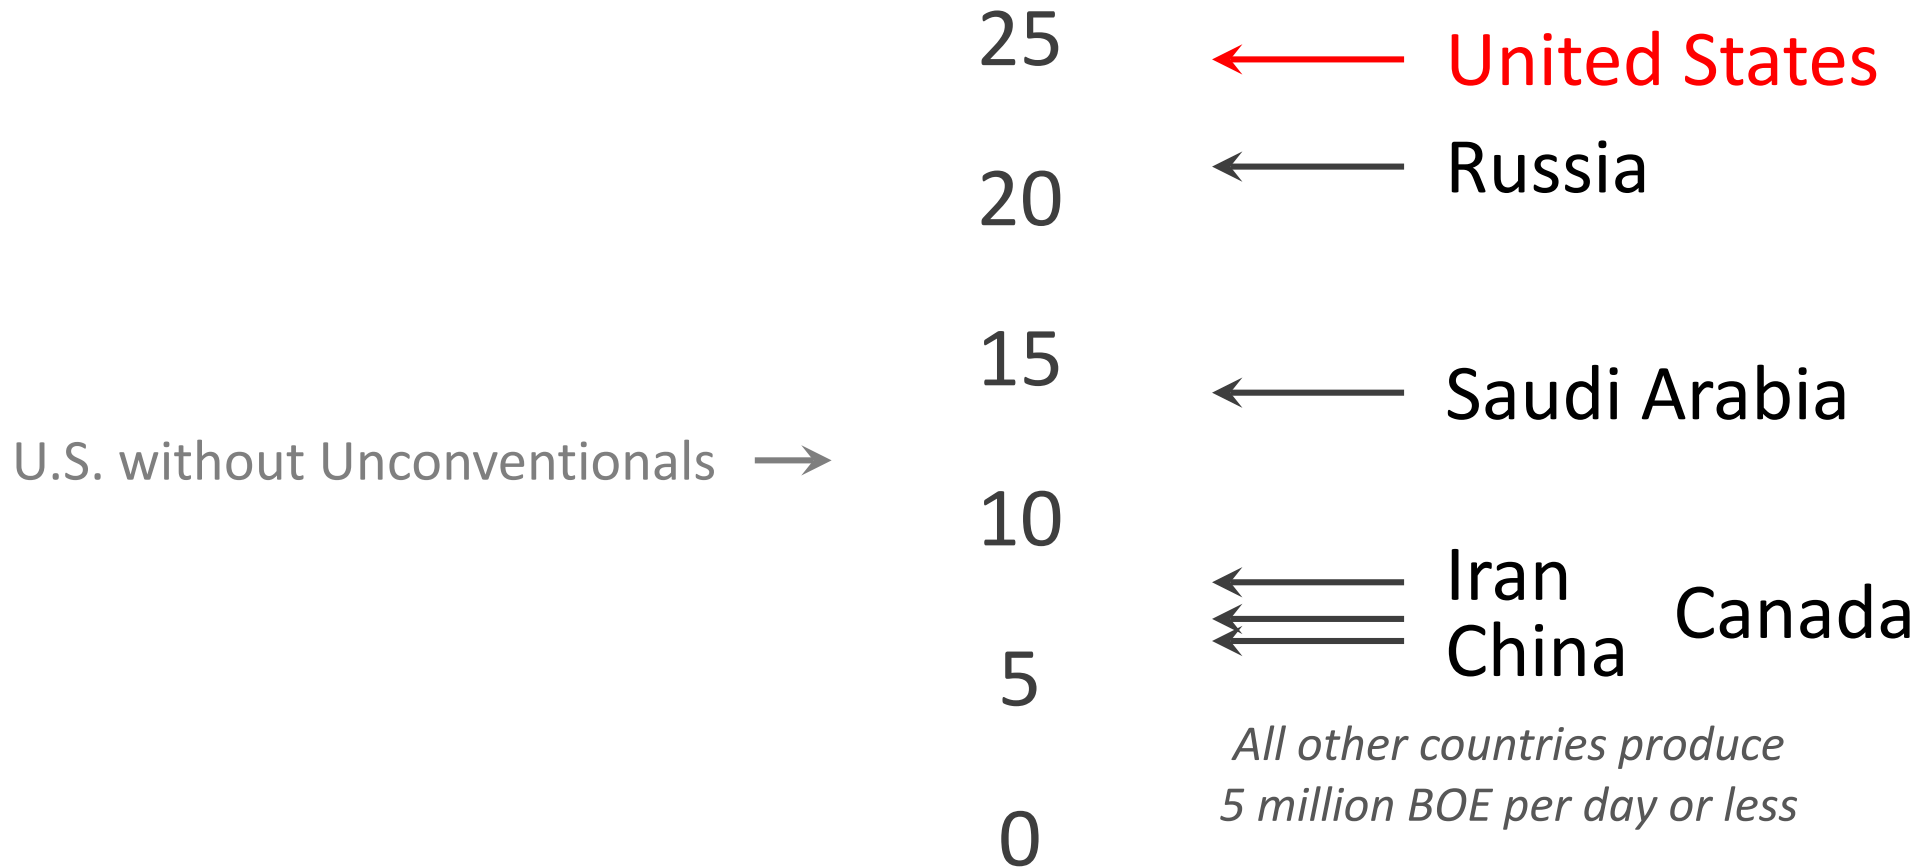 25
United States
Russia
20
15
Saudi Arabia
U.S. without Unconventionals
10
Iran
Canada
China
5
All other countries produce
5 million BOE per day or less
0